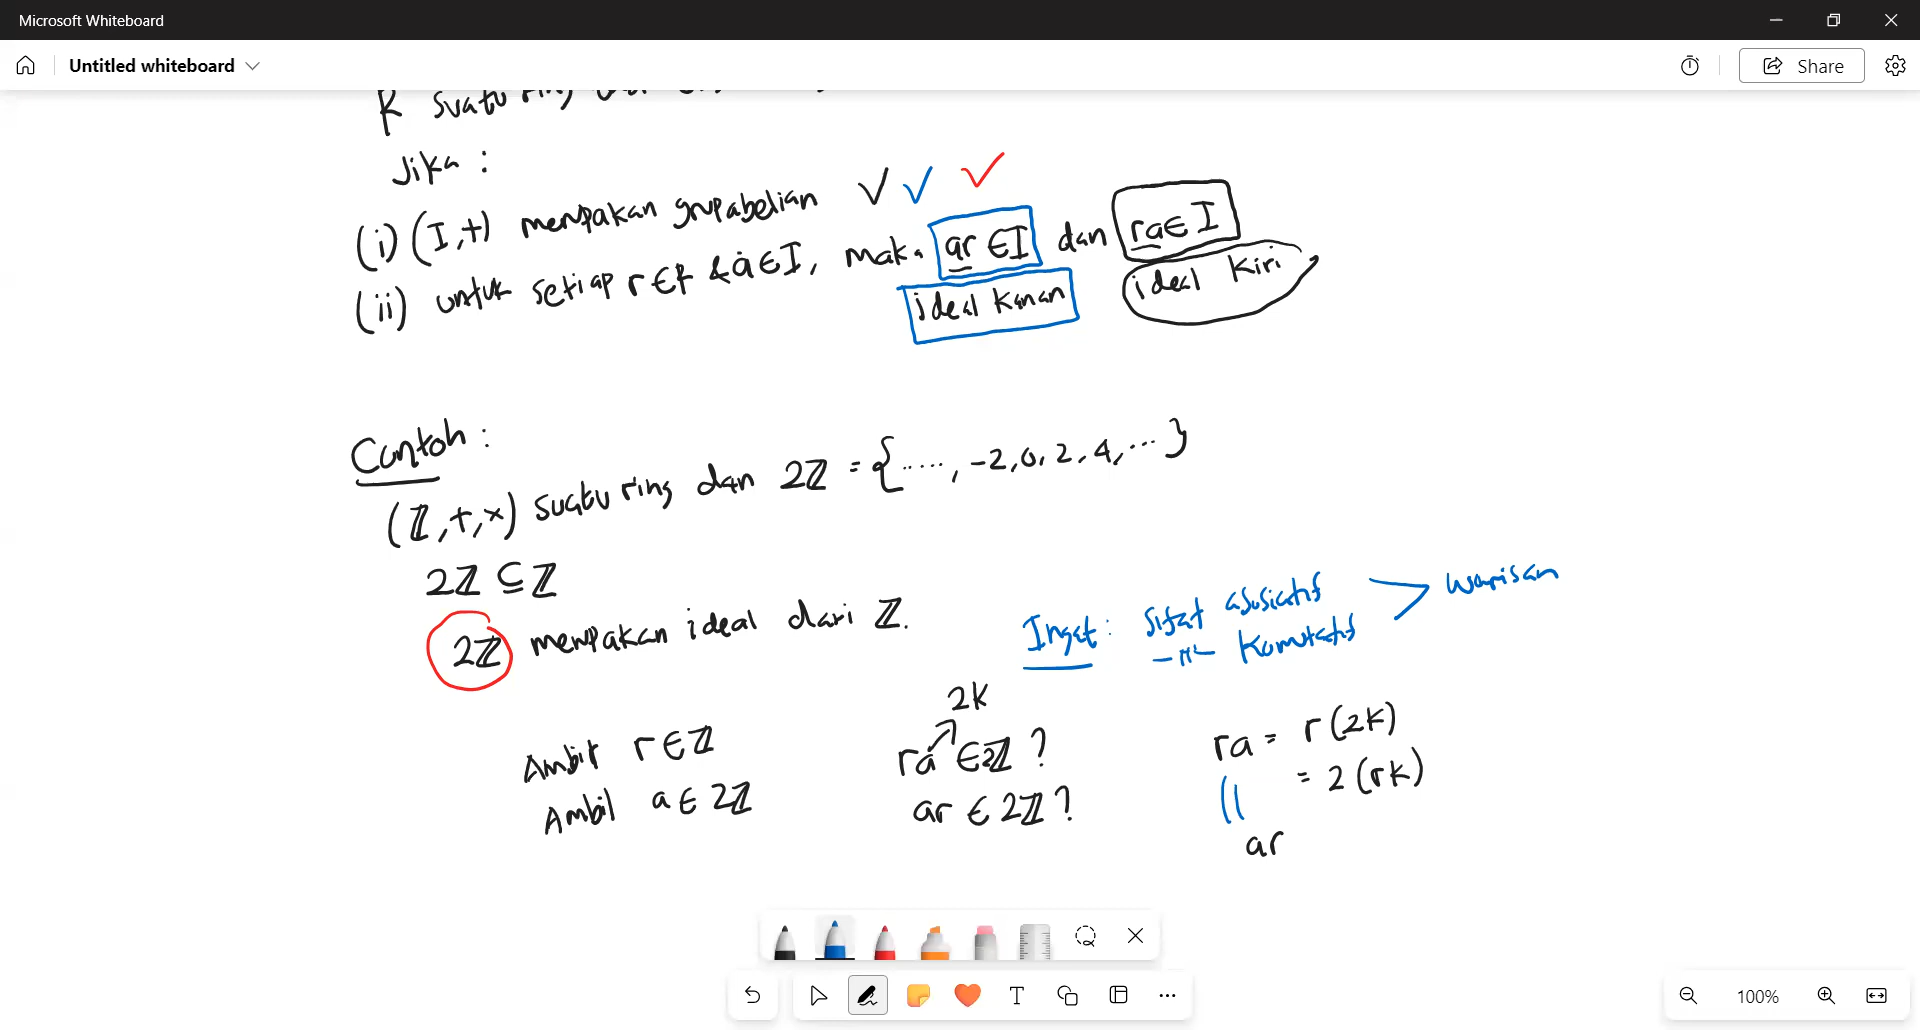 Microsoft Whiteboard
Untitled whiteboard
Share
R suatu ring
Jika :
(i) (I,+) merupakan grup abelian
(ii) untuk setiap r∈R & a∈I, maka ar ∈ I dan ra ∈ I
ideal kanan
ideal kiri
Contoh :
(ℤ,+,×) suatu ring dan 2ℤ = {....., -2, 0, 2, 4, ...}
2ℤ ⊆ ℤ
2ℤ merupakan ideal dari ℤ.
Ingat : Sifat asosiatif
-"- Komutatif
warisan
2k
Ambil r ∈ ℤ
Ambil a ∈ 2ℤ
ra ∈ 2ℤ ?
ar ∈ 2ℤ ?
ra = r(2k)
= 2(rk)
||
ar
100%